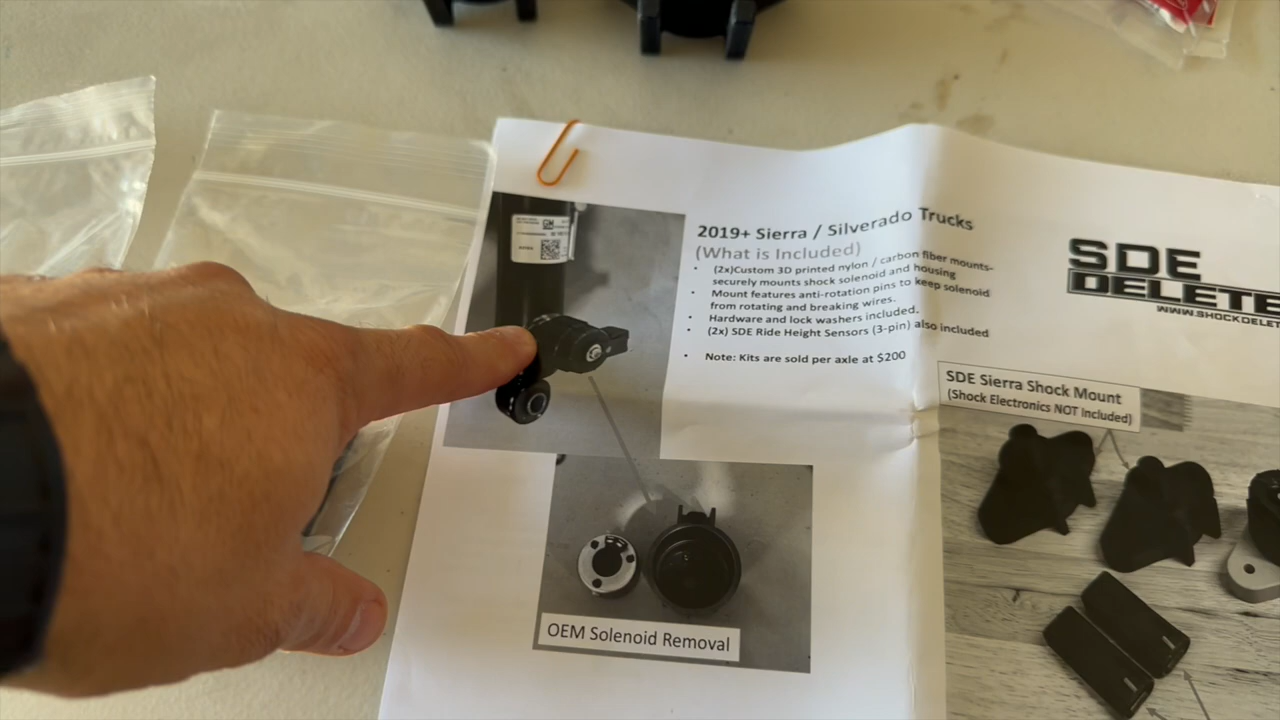 2019+ Sierra / Silverado Trucks
(What is Included)
• (2x)Custom 3D printed nylon / carbon fiber mounts-
securely mounts shock solenoid and housing
• Mount features anti-rotation pins to keep solenoid
from rotating and breaking wires.
• Hardware and lock washers included.
• (2x) SDE Ride Height Sensors (3-pin) also included
• Note: Kits are sold per axle at $200
OEM Solenoid Removal
SDE
DELETE
WWW.SHOCKDELET
SDE Sierra Shock Mount
(Shock Electronics NOT Included)